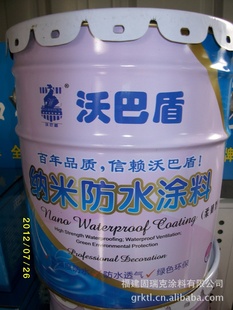 沃巴盾
沃巴盾
百年品质,信赖沃巴盾!
纳米防水涂料
Nano Waterproof Coating
High Strength Waterproofing, Waterproof Ventilation,
Green Environmental Protection
Professional Decoration
防水透气 ✓绿色环保
2012/07/26
福建固瑞克涂料有限公司
grktl.cn.1688.com